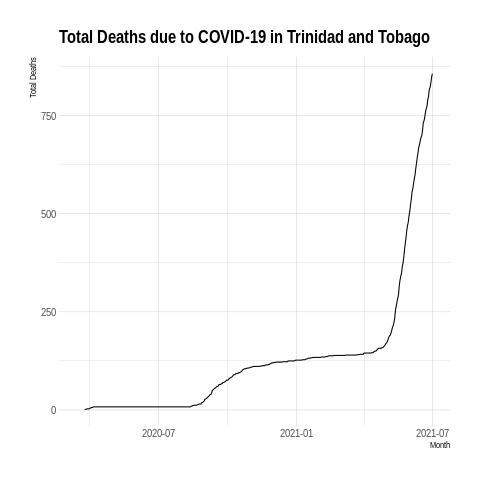 Total Deaths due to COVID-19 in Trinidad and Tobago
Total Deaths
750
500
250
0
2020-07 2021-01 2021-07
Month